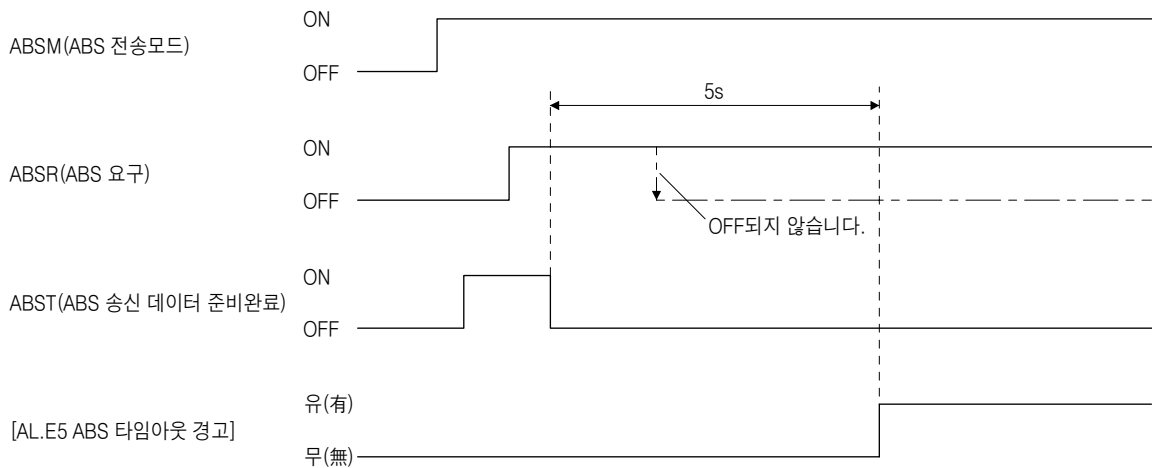 ON
ABSM(ABS 전송모드)
OFF
5s
ON
ABSR(ABS 요구)
OFF
OFF되지 않습니다.
ON
ABST(ABS 송신 데이터 준비완료)
OFF
유(有)
[AL.E5 ABS 타임아웃 경고]
무(無)